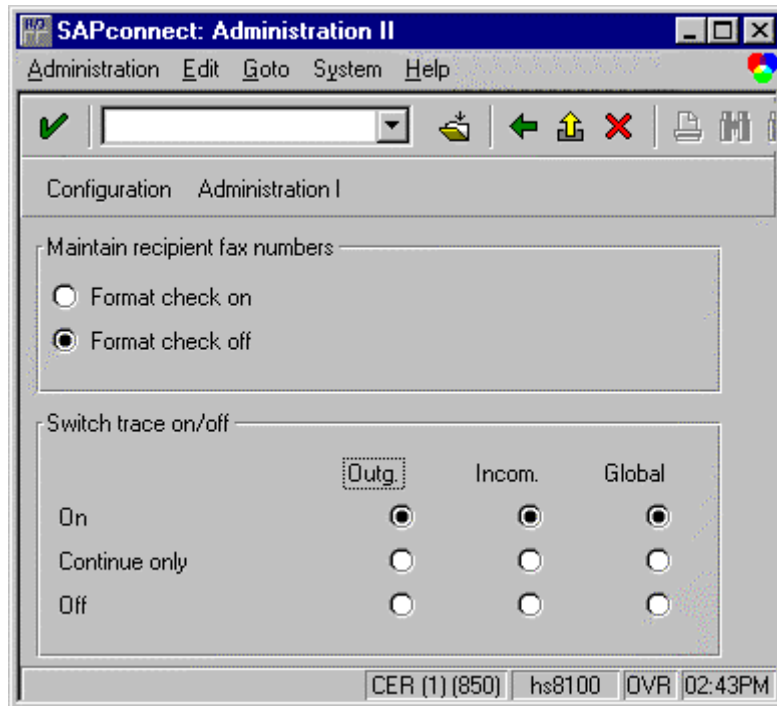 SAPconnect: Administration II
Administration Edit Goto System Help
Configuration Administration I
Maintain recipient fax numbers
Format check on
Format check off
Switch trace on/off
Outg. Incom. Global
On
Continue only
Off
CER (1) (850) hs8100 OVR 02:43PM